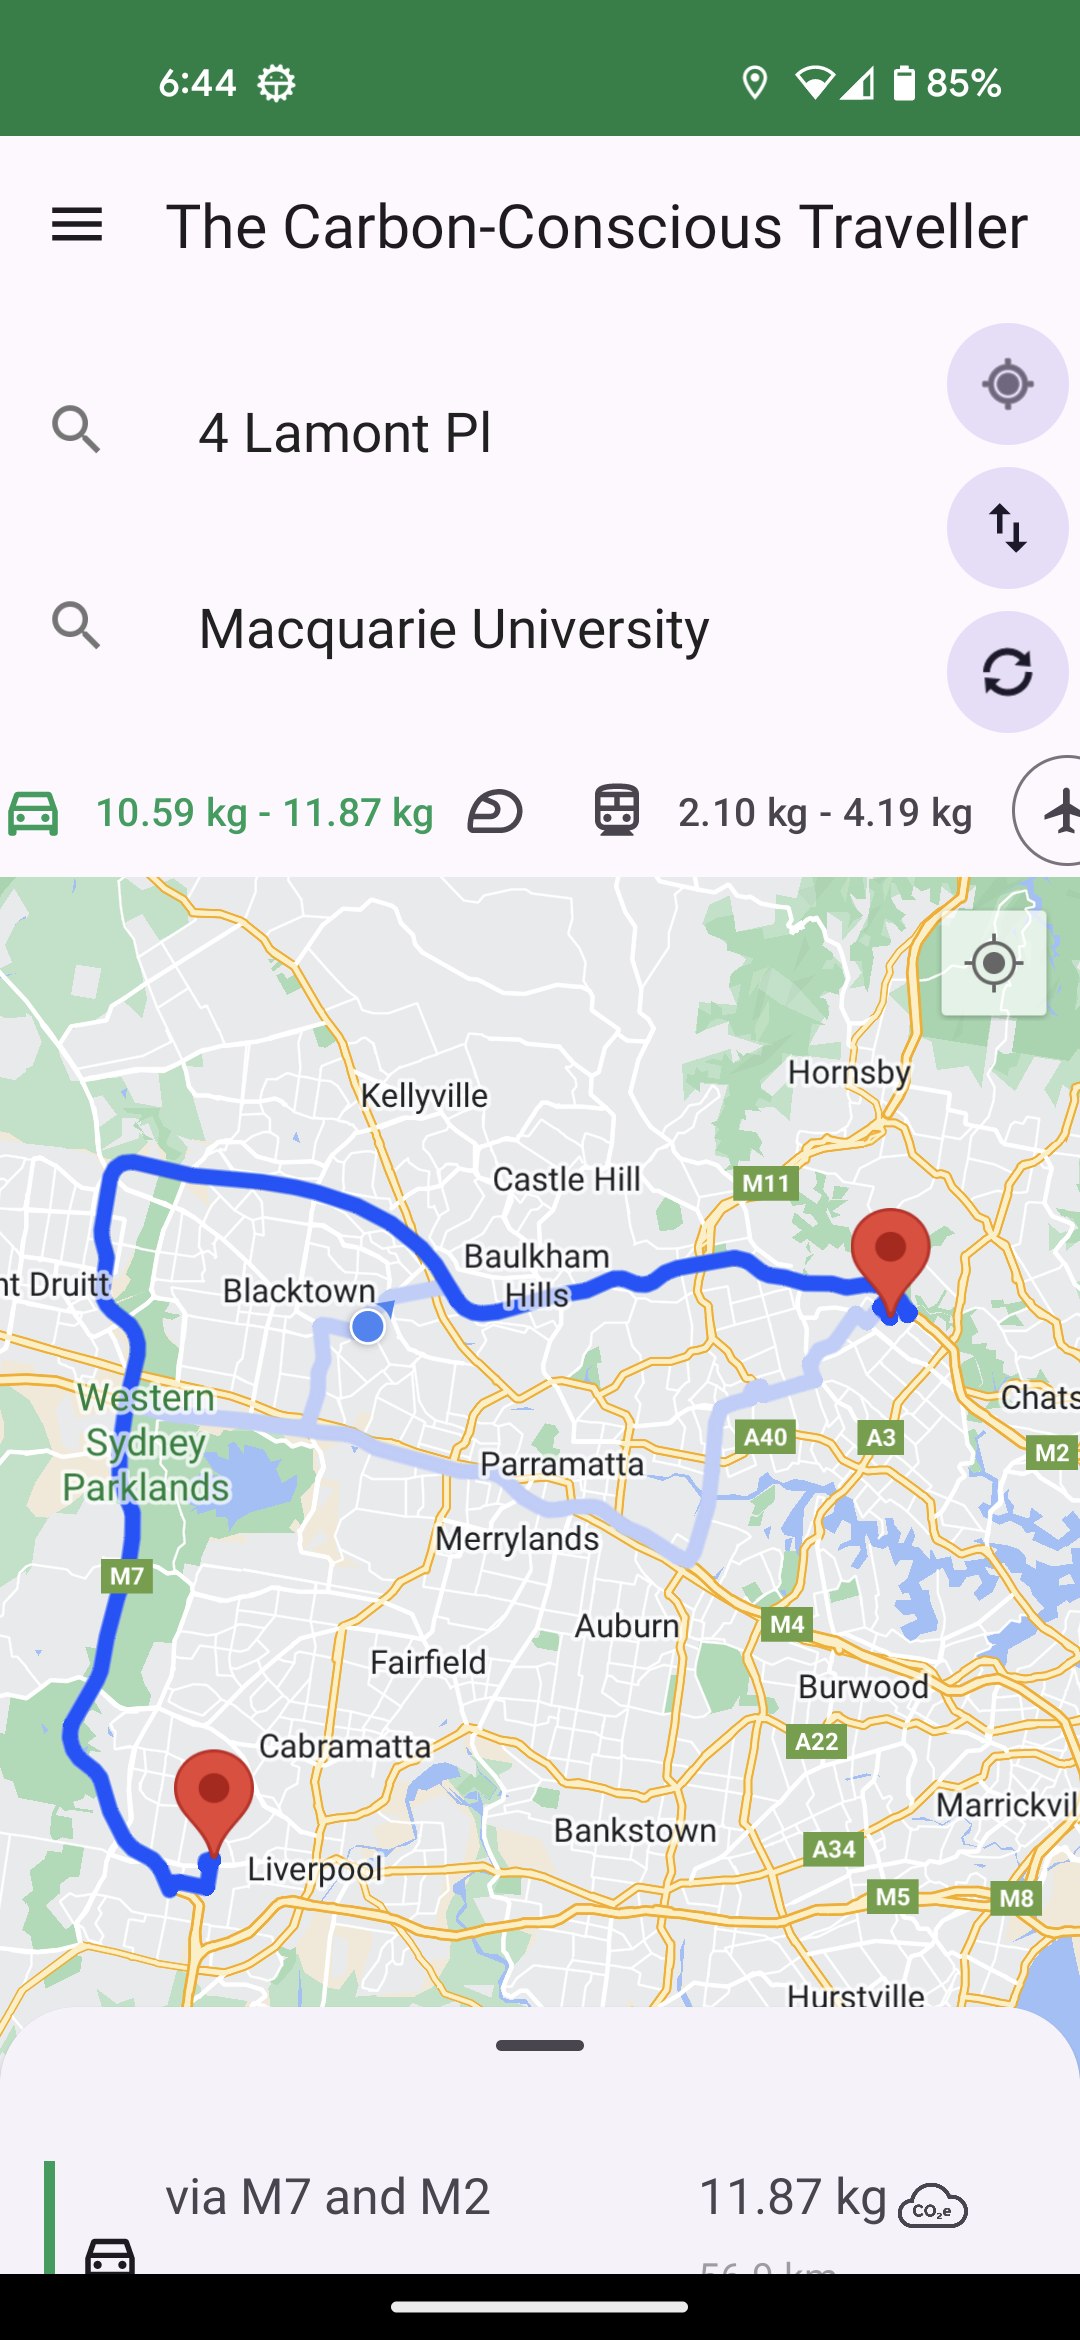 6:44
85%
The Carbon-Conscious Traveller
4 Lamont Pl
Macquarie University
10.59 kg - 11.87 kg
2.10 kg - 4.19 kg
Hornsby
Kellyville
Castle Hill
M11
Baulkham
Hills
nt Druitt
Blacktown
Western
Sydney
Parklands
Chats
A40
A3
M2
Parramatta
Merrylands
M7
Auburn
M4
Fairfield
Burwood
A22
Cabramatta
Marrickvil
Bankstown
A34
Liverpool
M5
M8
Hurstville
via M7 and M2
11.87 kg
CO₂e